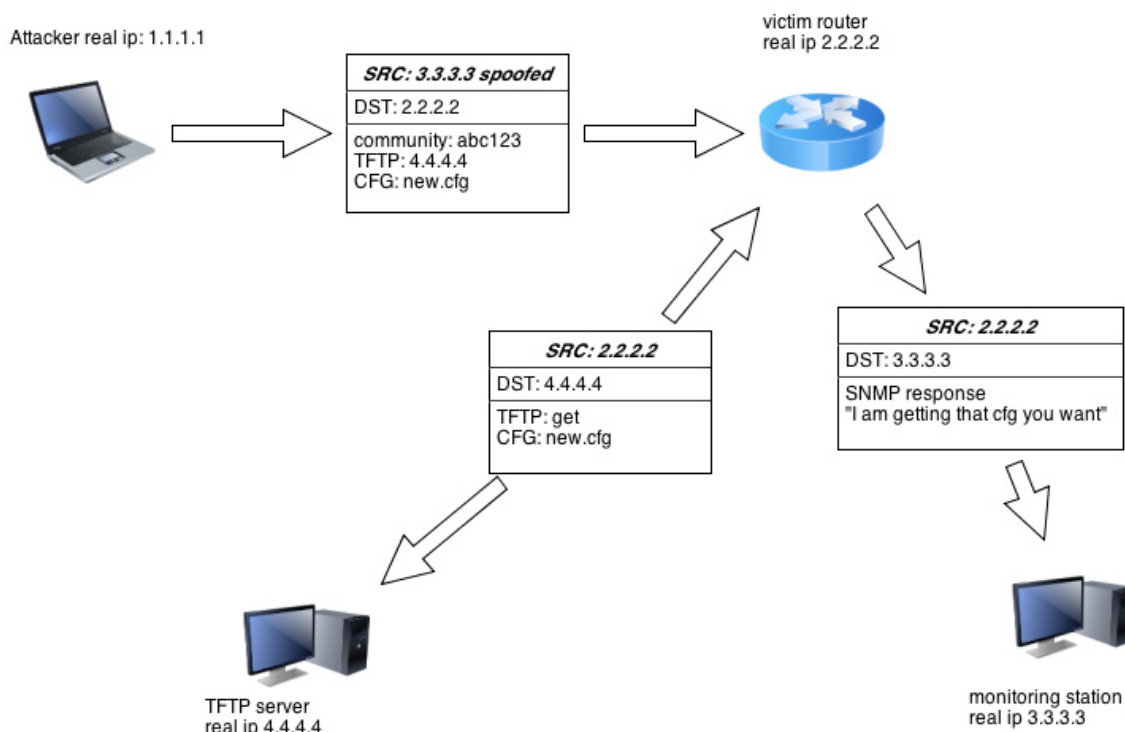 Attacker real ip: 1.1.1.1
victim router
real ip 2.2.2.2
SRC: 3.3.3.3 spoofed
DST: 2.2.2.2
community: abc123
TFTP: 4.4.4.4
CFG: new.cfg
SRC: 2.2.2.2
DST: 4.4.4.4
TFTP: get
CFG: new.cfg
SRC: 2.2.2.2
DST: 3.3.3.3
SNMP response
"I am getting that cfg you want"
TFTP server
real ip 4.4.4.4
monitoring station
real ip 3.3.3.3